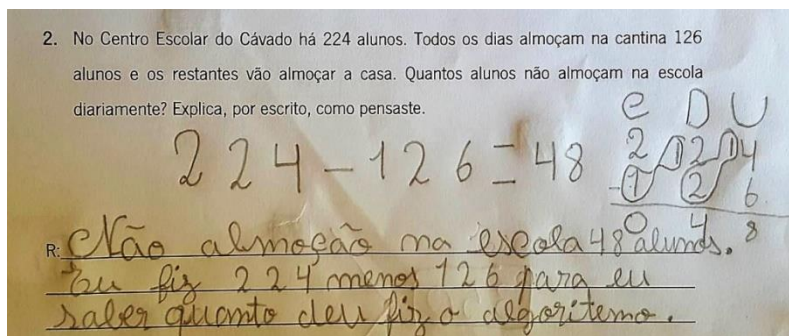 2. No Centro Escolar do Cávado há 224 alunos. Todos os dias almoçam na cantina 126
alunos e os restantes vão almoçar a casa. Quantos alunos não almoçam na escola
diariamente? Explica, por escrito, como pensaste.
C D U
224-126=48
2 12 14
-1 2 6
0 4 8
R: Não almoção na escola 48 alunos.
Eu fiz 224 menos 126 para eu
saber quanto deu fiz o algoritemo.